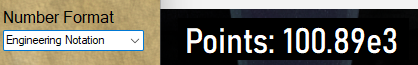 Number Format
Engineering Notation
Points: 100.89e3